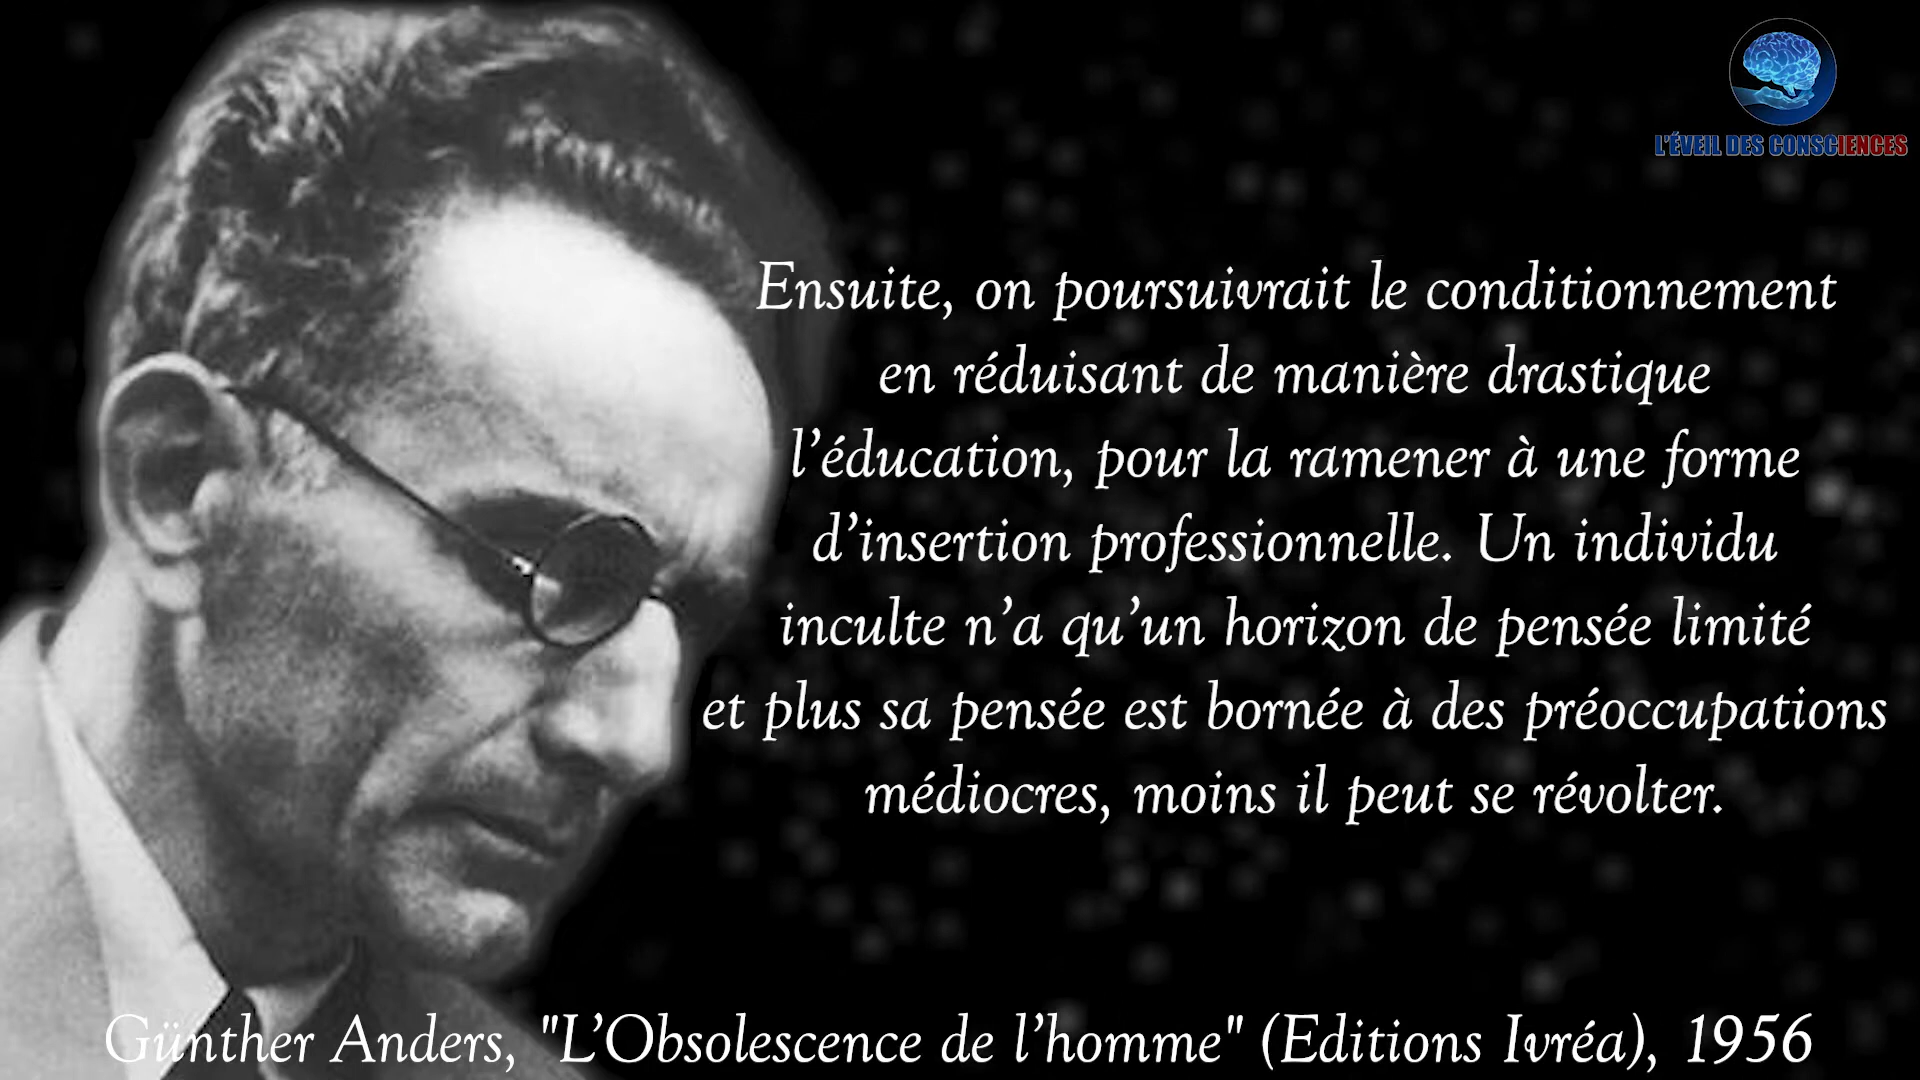 L'ÉVEIL DES CONSCIENCES
Ensuite, on poursuivrait le conditionnement
en réduisant de manière drastique
l'éducation, pour la ramener à une forme
d'insertion professionnelle. Un individu
inculte n'a qu'un horizon de pensée limité
et plus sa pensée est bornée à des préoccupations
médiocres, moins il peut se révolter.
Günther Anders, "L'Obsolescence de l'homme" (Editions Ivréa), 1956